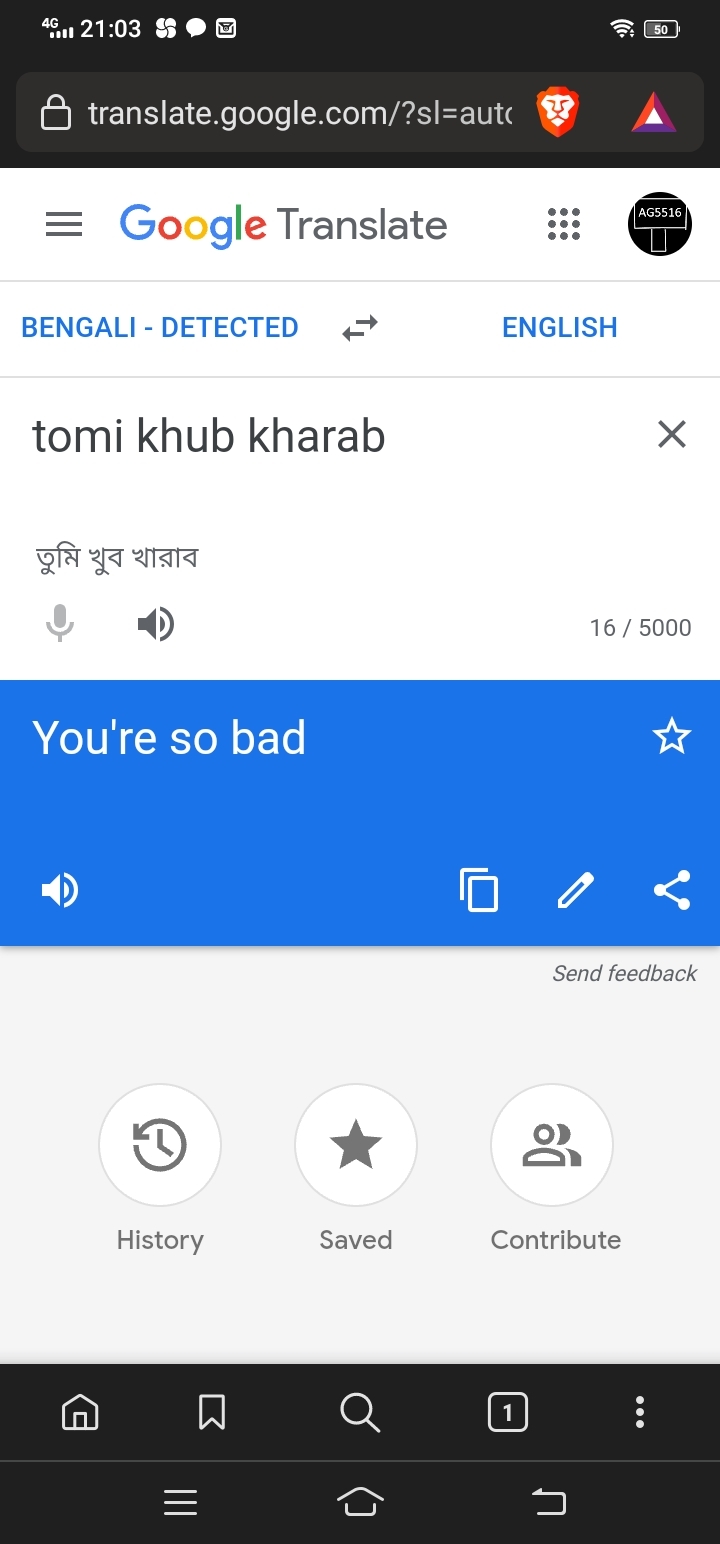 4G 21:03 50
translate.google.com/?sl=auto
Google Translate
AG5516
BENGALI - DETECTED ENGLISH
tomi khub kharab
তুমি খুব খারাব
16 / 5000
You're so bad
Send feedback
History Saved Contribute
1